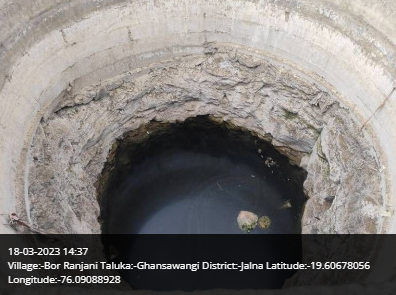 18-03-2023 14:37
Village:-Bor Ranjani Taluka:-Ghansawangi District:-Jalna Latitude:-19.60678056
Longitude:-76.09088928